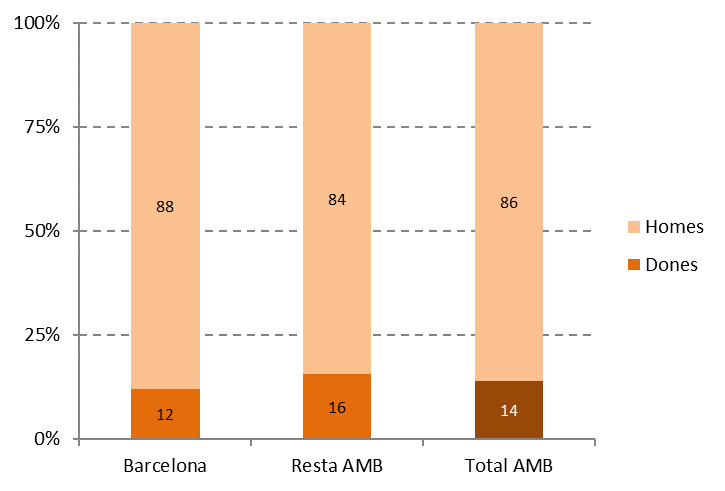 100%
75%
50%
25%
0%
88
84
86
12
16
14
Barcelona
Resta AMB
Total AMB
Homes
Dones